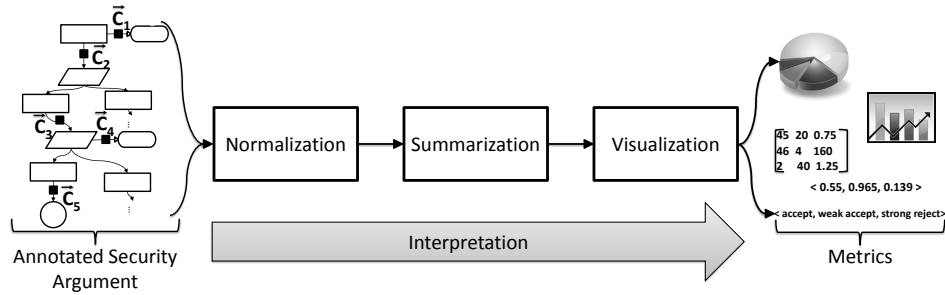 C₁
C₂
C₃
C₄
C₅
Annotated Security
Argument
Normalization
Summarization
Visualization
Interpretation
45 20 0.75
46 4 160
2 40 1.25
< 0.55, 0.965, 0.139 >
< accept, weak accept, strong reject>
Metrics